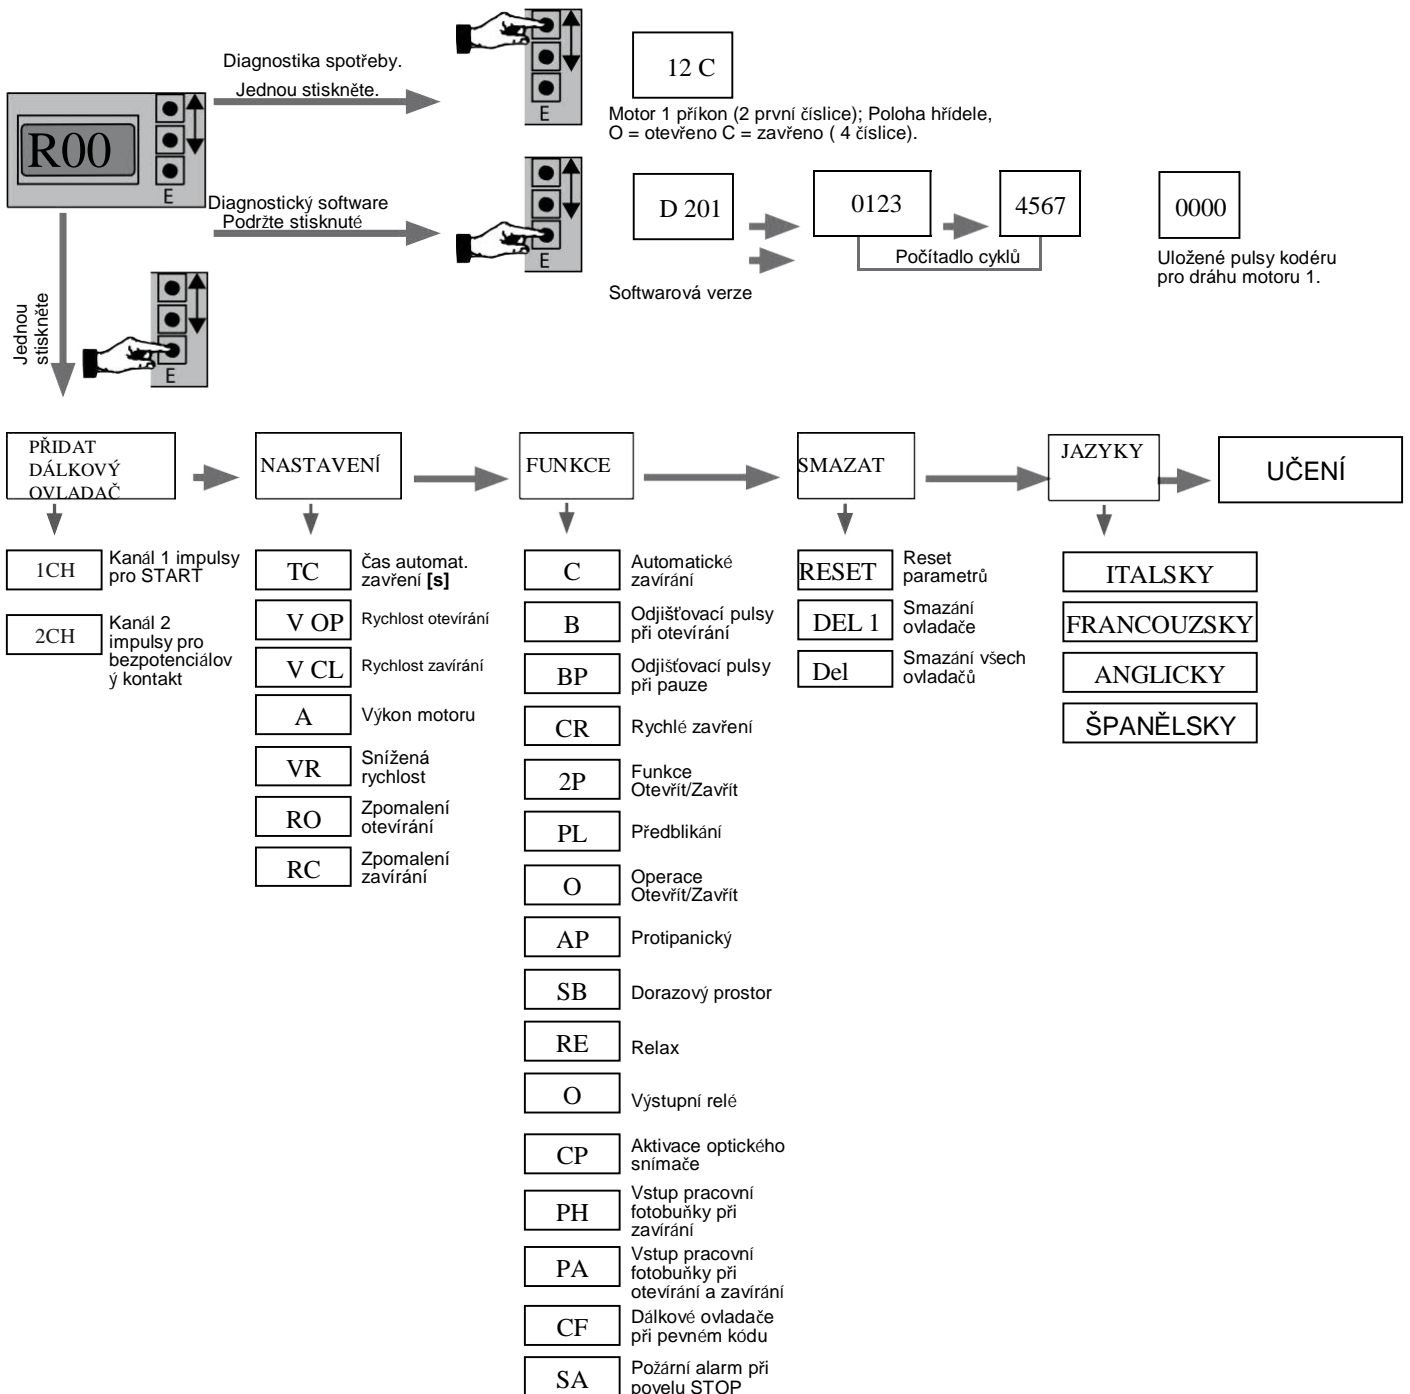 Diagnostika spotřeby.
Jednou stiskněte.
E
12 C
Motor 1 příkon (2 první číslice); Poloha hřídele,
O = otevřeno C = zavřeno ( 4 číslice).
R00
E
Diagnostický software
Podržte stisknuté
E
D 201
0123
4567
0000
Počítadlo cyklů
Softwarová verze
Uložené pulsy kodéru
pro dráhu motoru 1.
Jednou
stiskněte
E
PŘIDAT
DÁLKOVÝ
OVLADAČ
NASTAVENÍ
FUNKCE
SMAZAT
JAZYKY
UČENÍ
1CH
Kanál 1 impulsy
pro START
2CH
Kanál 2
impulsy pro
bezpotenciálov
ý kontakt
TC
Čas automat.
zavření [s]
V OP
Rychlost otevírání
V CL
Rychlost zavírání
A
Výkon motoru
VR
Snížená
rychlost
RO
Zpomalení
otevírání
RC
Zpomalení
zavírání
C
Automatické
zavírání
B
Odjišťovací pulsy
při otevírání
BP
Odjišťovací pulsy
při pauze
CR
Rychlé zavření
2P
Funkce
Otevřít/Zavřít
PL
Předblikání
O
Operace
Otevřít/Zavřít
AP
Protipanický
SB
Dorazový prostor
RE
Relax
O
Výstupní relé
CP
Aktivace optického
snímače
PH
Vstup pracovní
fotobuňky při
zavírání
PA
Vstup pracovní
fotobuňky při
otevírání a zavírání
CF
Dálkové ovladače
při pevném kódu
SA
Požární alarm při
povelu STOP
RESET
Reset
parametrů
DEL 1
Smazání
ovladače
Del
Smazání všech
ovladačů
ITALSKY
FRANCOUZSKY
ANGLICKY
ŠPANĚLSKY